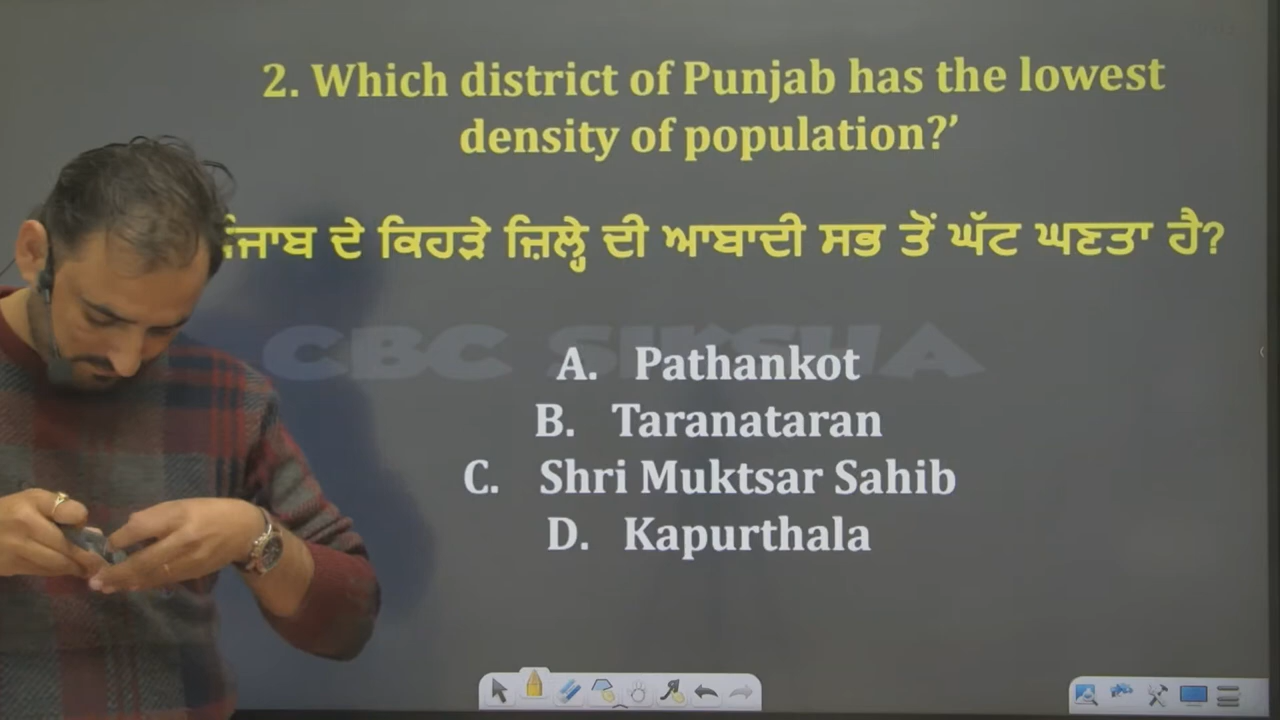 2. Which district of Punjab has the lowest
density of population?’
ਦੇ ਕਿਹੜੇ ਜ਼ਿਲ੍ਹੇ ਦੀ ਆਬਾਦੀ ਸਭ ਤੋਂ ਘੱਟ ਘਣਤਾ ਹੈ?
CBC
A. Pathankot
B. Taranataran
C. Shri Muktsar Sahib
D. Kapurthala